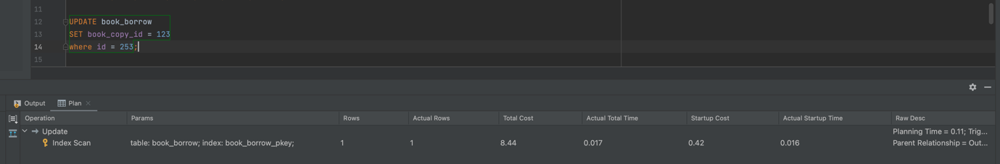 11
12 UPDATE book_borrow
13 SET book_copy_id = 123
14 where id = 253;
15
Output Plan
Operation Params Rows Actual Rows Total Cost Actual Total Time Startup Cost Actual Startup Time Raw Desc
Update Planning Time = 0.11; Trig...
Index Scan table: book_borrow; index: book_borrow_pkey; 1 1 8.44 0.017 0.42 0.016 Parent Relationship = Out...